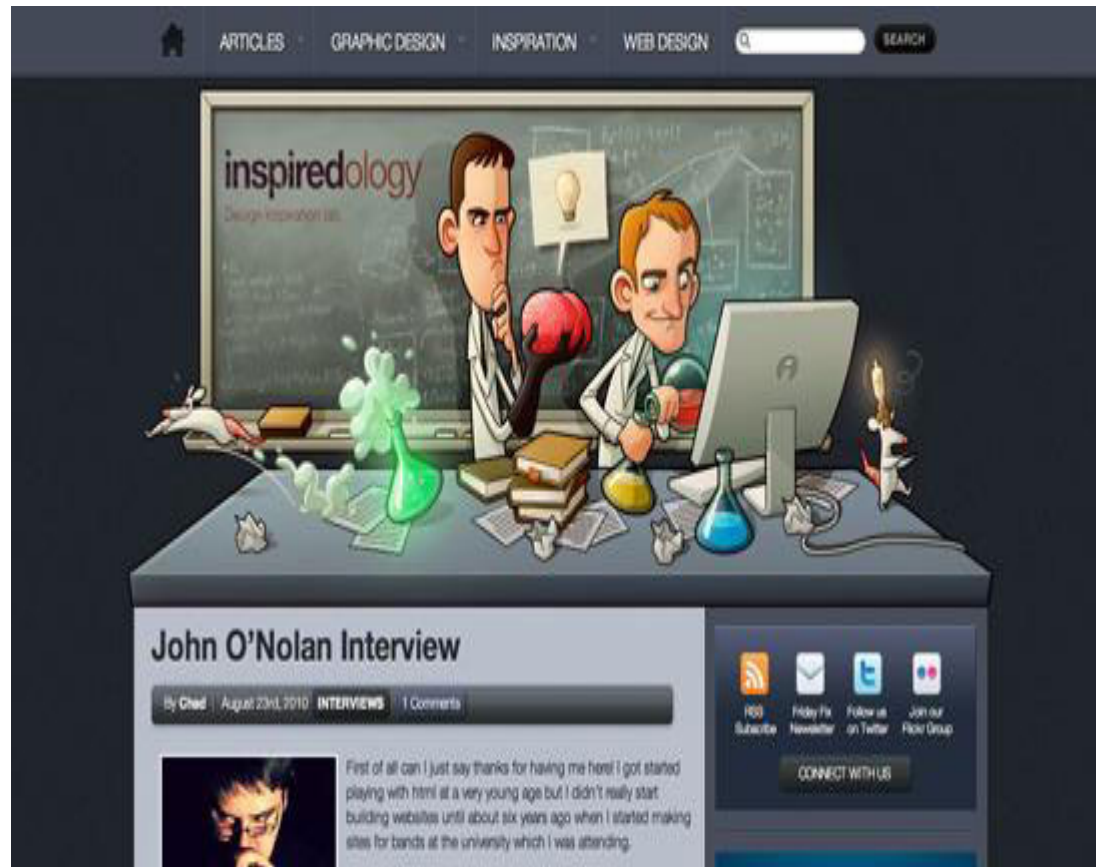 ARTICLES GRAPHIC DESIGN INSPIRATION WEB DESIGN SEARCH
inspiredology
Design inspiration lab.
John O'Nolan Interview
By Chad August 23rd, 2010 INTERVIEWS 1 Comments
First of all can I just say thanks for having me here! I got started
playing with html at a very young age but I didn't really start
building websites until about six years ago when I started making
sites for bands at the university which I was attending.
RSS
Subscribe
Friday Fix
Newsletter
Follow us
on Twitter
Join our
Flickr Group
CONNECT WITH US